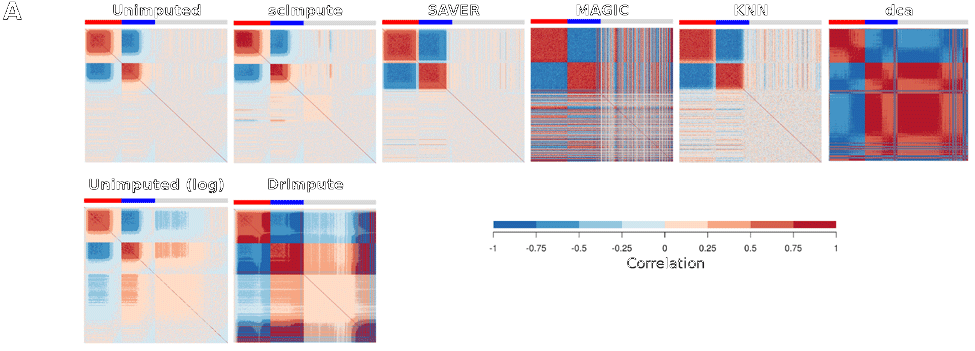 A
Unimputed scImpute SAVER MAGIC KNN dca
Unimputed (log) DrImpute
-1 -0.75 -0.5 -0.25 0 0.25 0.5 0.75 1
Correlation